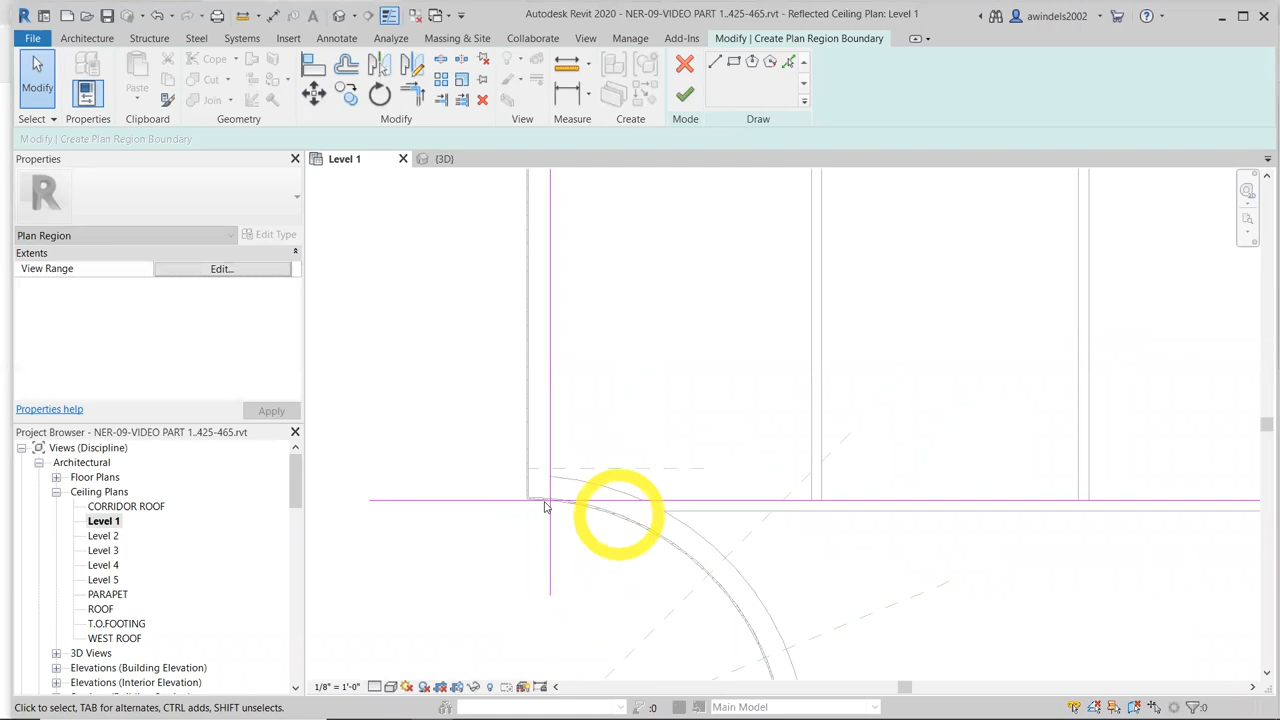 Autodesk Revit 2020 - NER-09-VIDEO PART 1..425-465.rvt - Reflected Ceiling Plan: Level 1
awindels2002
File Architecture Structure Steel Systems Insert Annotate Analyze Massing & Site Collaborate View Manage Add-Ins Modify | Create Plan Region Boundary
Modify
Paste
Cope
Cut
Join
Select Properties Clipboard Geometry Modify View Measure Create Mode Draw
Modify | Create Plan Region Boundary
Properties
Level 1
{3D}
R
Plan Region
Edit Type
Extents
View Range
Edit...
Properties help
Apply
Project Browser - NER-09-VIDEO PART 1..425-465.rvt
Views (Discipline)
Architectural
Floor Plans
Ceiling Plans
CORRIDOR ROOF
Level 1
Level 2
Level 3
Level 4
Level 5
PARAPET
ROOF
T.O.FOOTING
WEST ROOF
3D Views
Elevations (Building Elevation)
Elevations (Interior Elevation)
1/8" = 1'-0"
Click to select, TAB for alternates, CTRL adds, SHIFT unselects.
:0
Main Model
:0